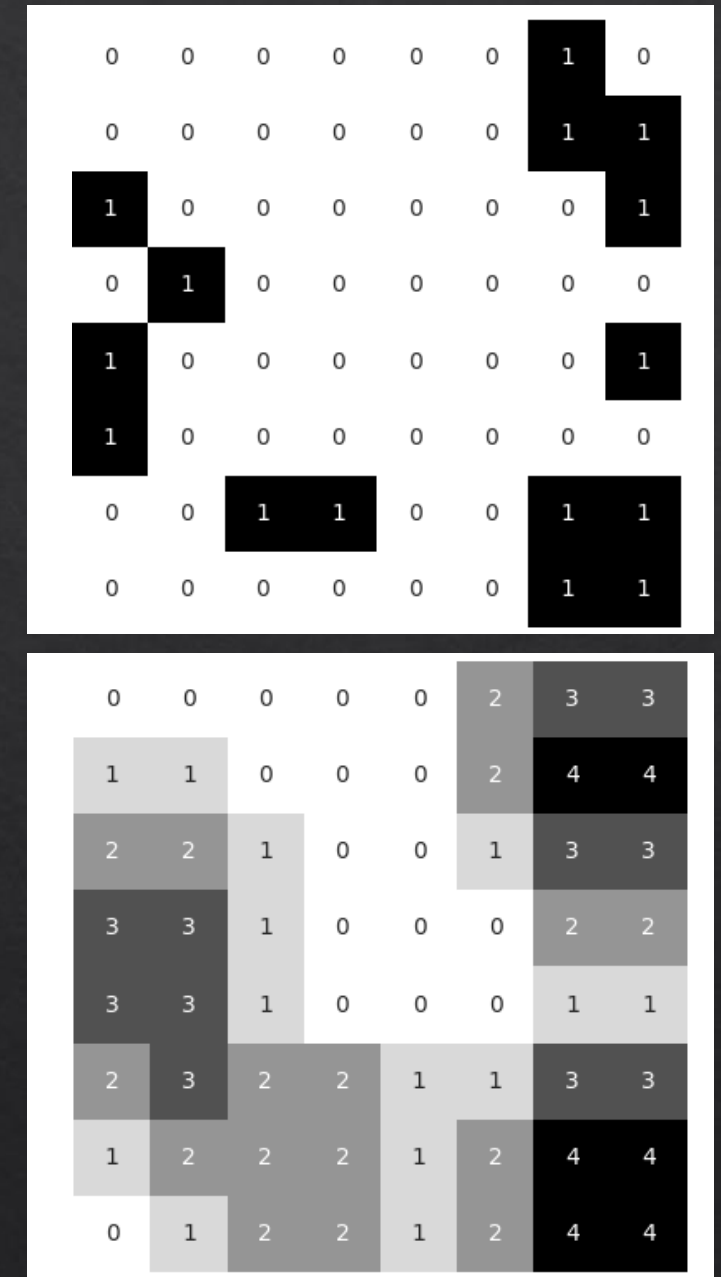 0 0 0 0 0 0 1 0
0 0 0 0 0 0 1 1
1 0 0 0 0 0 0 1
0 1 0 0 0 0 0 0
1 0 0 0 0 0 0 1
1 0 0 0 0 0 0 0
0 0 1 1 0 0 1 1
0 0 0 0 0 0 1 1
0 0 0 0 0 2 3 3
1 1 0 0 0 2 4 4
2 2 1 0 0 1 3 3
3 3 1 0 0 0 2 2
3 3 1 0 0 0 1 1
2 3 2 2 1 1 3 3
1 2 2 2 1 2 4 4
0 1 2 2 1 2 4 4